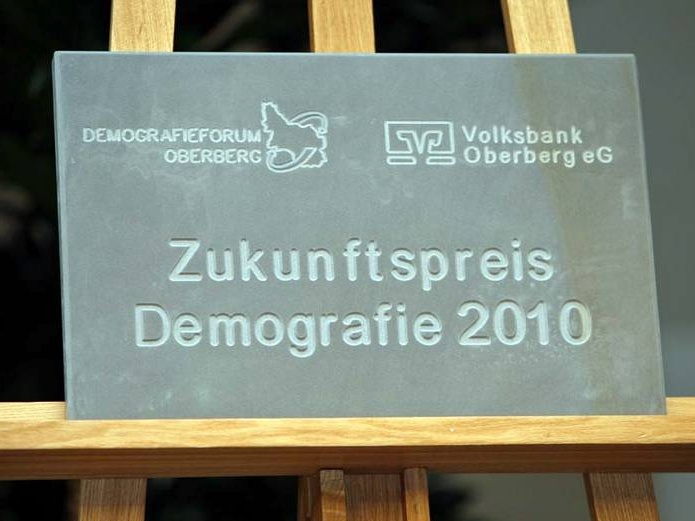 DEMOGRAFIEFORUM
OBERBERG
Volksbank
Oberberg eG
Zukunftspreis
Demografie 2010